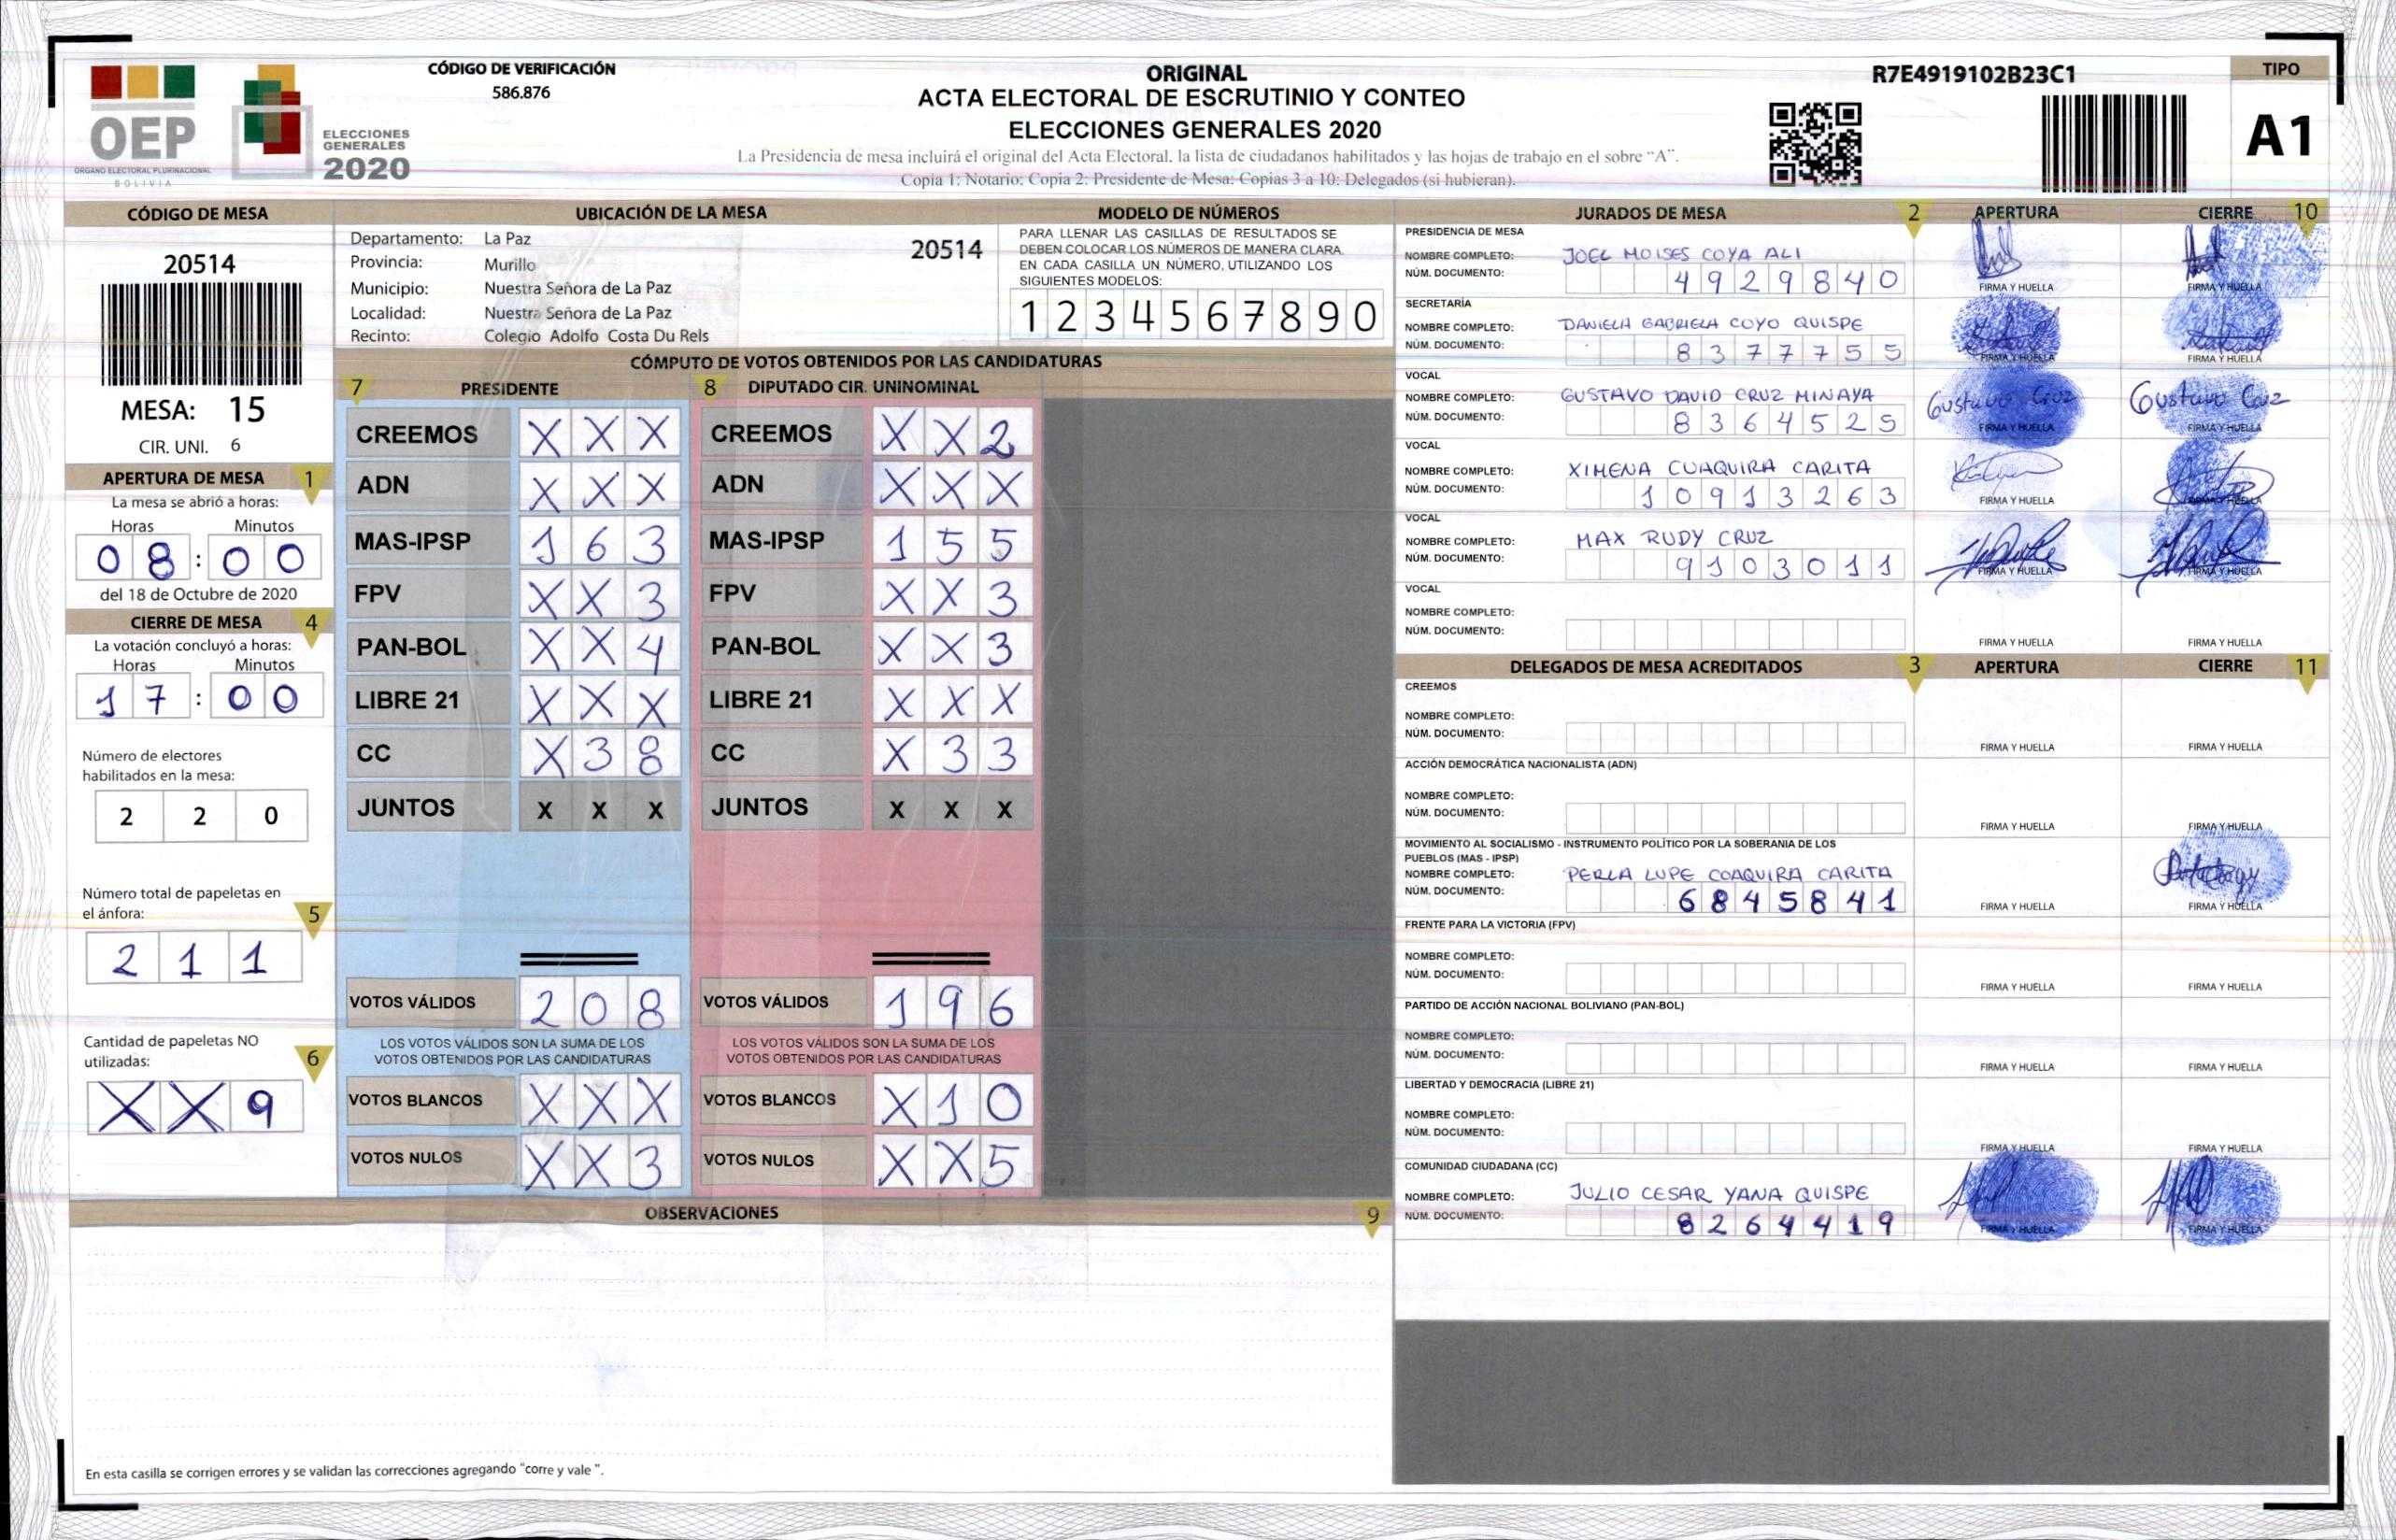 CÓDIGO DE VERIFICACIÓN
586.876
OEP
ÓRGANO ELECTORAL PLURINACIONAL
BOLIVIA
ELECCIONES
GENERALES
2020
ORIGINAL
ACTA ELECTORAL DE ESCRUTINIO Y CONTEO
ELECCIONES GENERALES 2020
La Presidencia de mesa incluirá el original del Acta Electoral, la lista de ciudadanos habilitados y las hojas de trabajo en el sobre “A”.
Copia 1: Notario; Copia 2: Presidente de Mesa; Copias 3 a 10: Delegados (si hubieran).
R7E4919102B23C1
TIPO
A1
CÓDIGO DE MESA
20514
MESA: 15
CIR. UNI. 6
APERTURA DE MESA 1
La mesa se abrió a horas:
Horas Minutos
08:00
del 18 de Octubre de 2020
CIERRE DE MESA 4
La votación concluyó a horas:
Horas Minutos
17:00
Número de electores
habilitados en la mesa:
2 2 0
Número total de papeletas en
el ánfora: 5
2 1 1
Cantidad de papeletas NO
utilizadas: 6
X X 9
UBICACIÓN DE LA MESA
Departamento: La Paz
20514
Provincia: Murillo
Municipio: Nuestra Señora de La Paz
Localidad: Nuestra Señora de La Paz
Recinto: Colegio Adolfo Costa Du Rels
MODELO DE NÚMEROS
PARA LLENAR LAS CASILLAS DE RESULTADOS SE
DEBEN COLOCAR LOS NÚMEROS DE MANERA CLARA.
EN CADA CASILLA UN NÚMERO, UTILIZANDO LOS
SIGUIENTES MODELOS:
1 2 3 4 5 6 7 8 9 0
CÓMPUTO DE VOTOS OBTENIDOS POR LAS CANDIDATURAS
7 PRESIDENTE
CREEMOS X X X
ADN X X X
MAS-IPSP 1 6 3
FPV X X 3
PAN-BOL X X 4
LIBRE 21 X X X
CC X 3 8
JUNTOS X X X
VOTOS VÁLIDOS 2 0 8
LOS VOTOS VÁLIDOS SON LA SUMA DE LOS
VOTOS OBTENIDOS POR LAS CANDIDATURAS
VOTOS BLANCOS X X X
VOTOS NULOS X X 3
8 DIPUTADO CIR. UNINOMINAL
CREEMOS X X 2
ADN X X X
MAS-IPSP 1 5 5
FPV X X 3
PAN-BOL X X 3
LIBRE 21 X X X
CC X 3 3
JUNTOS X X X
VOTOS VÁLIDOS 1 9 6
LOS VOTOS VÁLIDOS SON LA SUMA DE LOS
VOTOS OBTENIDOS POR LAS CANDIDATURAS
VOTOS BLANCOS X 1 0
VOTOS NULOS X X 5
OBSERVACIONES 9
En esta casilla se corrigen errores y se validan las correcciones agregando "corre y vale ".
JURADOS DE MESA 2 APERTURA CIERRE 10
PRESIDENCIA DE MESA
NOMBRE COMPLETO: JOEL MOISES COYA ALI
NÚM. DOCUMENTO: 4929840
FIRMA Y HUELLA FIRMA Y HUELLA
SECRETARÍA
NOMBRE COMPLETO: DANIELA GABRIELA COYO QUISPE
NÚM. DOCUMENTO: 8377755
FIRMA Y HUELLA FIRMA Y HUELLA
VOCAL
NOMBRE COMPLETO: GUSTAVO DAVID CRUZ MINAYA
Gustavo Cruz Gustavo Cruz
NÚM. DOCUMENTO: 8364525
FIRMA Y HUELLA FIRMA Y HUELLA
VOCAL
NOMBRE COMPLETO: XIMENA CUAQUIRA CARITA
NÚM. DOCUMENTO: 10913263
FIRMA Y HUELLA FIRMA Y HUELLA
VOCAL
NOMBRE COMPLETO: MAX RUDY CRUZ
NÚM. DOCUMENTO: 9103011
FIRMA Y HUELLA FIRMA Y HUELLA
VOCAL
NOMBRE COMPLETO:
NÚM. DOCUMENTO:
FIRMA Y HUELLA FIRMA Y HUELLA
DELEGADOS DE MESA ACREDITADOS 3 APERTURA CIERRE 11
CREEMOS
NOMBRE COMPLETO:
NÚM. DOCUMENTO:
FIRMA Y HUELLA FIRMA Y HUELLA
ACCIÓN DEMOCRÁTICA NACIONALISTA (ADN)
NOMBRE COMPLETO:
NÚM. DOCUMENTO:
FIRMA Y HUELLA FIRMA Y HUELLA
MOVIMIENTO AL SOCIALISMO - INSTRUMENTO POLÍTICO POR LA SOBERANIA DE LOS
PUEBLOS (MAS - IPSP)
NOMBRE COMPLETO: PERLA LUPE COAQUIRA CARITA
NÚM. DOCUMENTO: 6845841
FIRMA Y HUELLA FIRMA Y HUELLA
FRENTE PARA LA VICTORIA (FPV)
NOMBRE COMPLETO:
NÚM. DOCUMENTO:
FIRMA Y HUELLA FIRMA Y HUELLA
PARTIDO DE ACCIÓN NACIONAL BOLIVIANO (PAN-BOL)
NOMBRE COMPLETO:
NÚM. DOCUMENTO:
FIRMA Y HUELLA FIRMA Y HUELLA
LIBERTAD Y DEMOCRACIA (LIBRE 21)
NOMBRE COMPLETO:
NÚM. DOCUMENTO:
FIRMA Y HUELLA FIRMA Y HUELLA
COMUNIDAD CIUDADANA (CC)
NOMBRE COMPLETO: JULIO CESAR YANA QUISPE
NÚM. DOCUMENTO: 8264419
FIRMA Y HUELLA FIRMA Y HUELLA